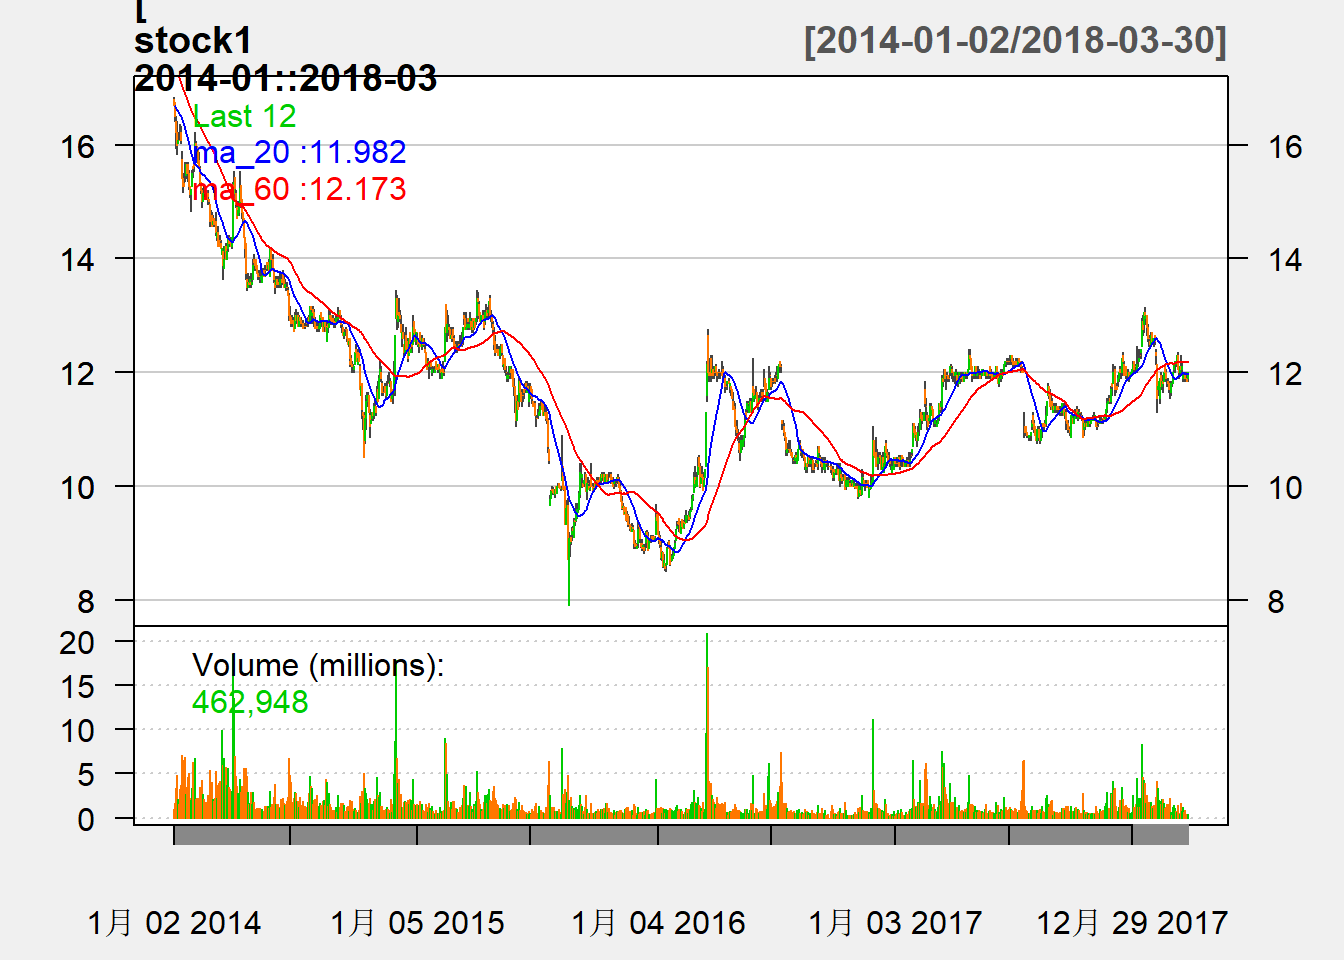 [
stock1
[2014-01-02/2018-03-30]
2014-01::2018-03
Last 12
ma_20 :11.982
ma_60 :12.173
16
14
12
10
8
16
14
12
10
8
Volume (millions):
462,948
20
15
10
5
0
1月 02 2014
1月 05 2015
1月 04 2016
1月 03 2017
12月 29 2017